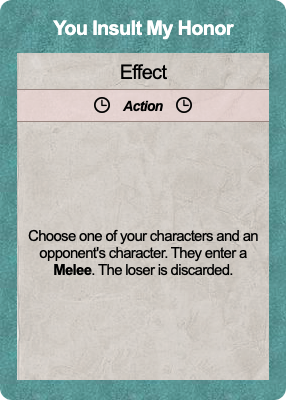 You Insult My Honor
Effect
Action
Choose one of your characters and an
opponent's character. They enter a
Melee. The loser is discarded.